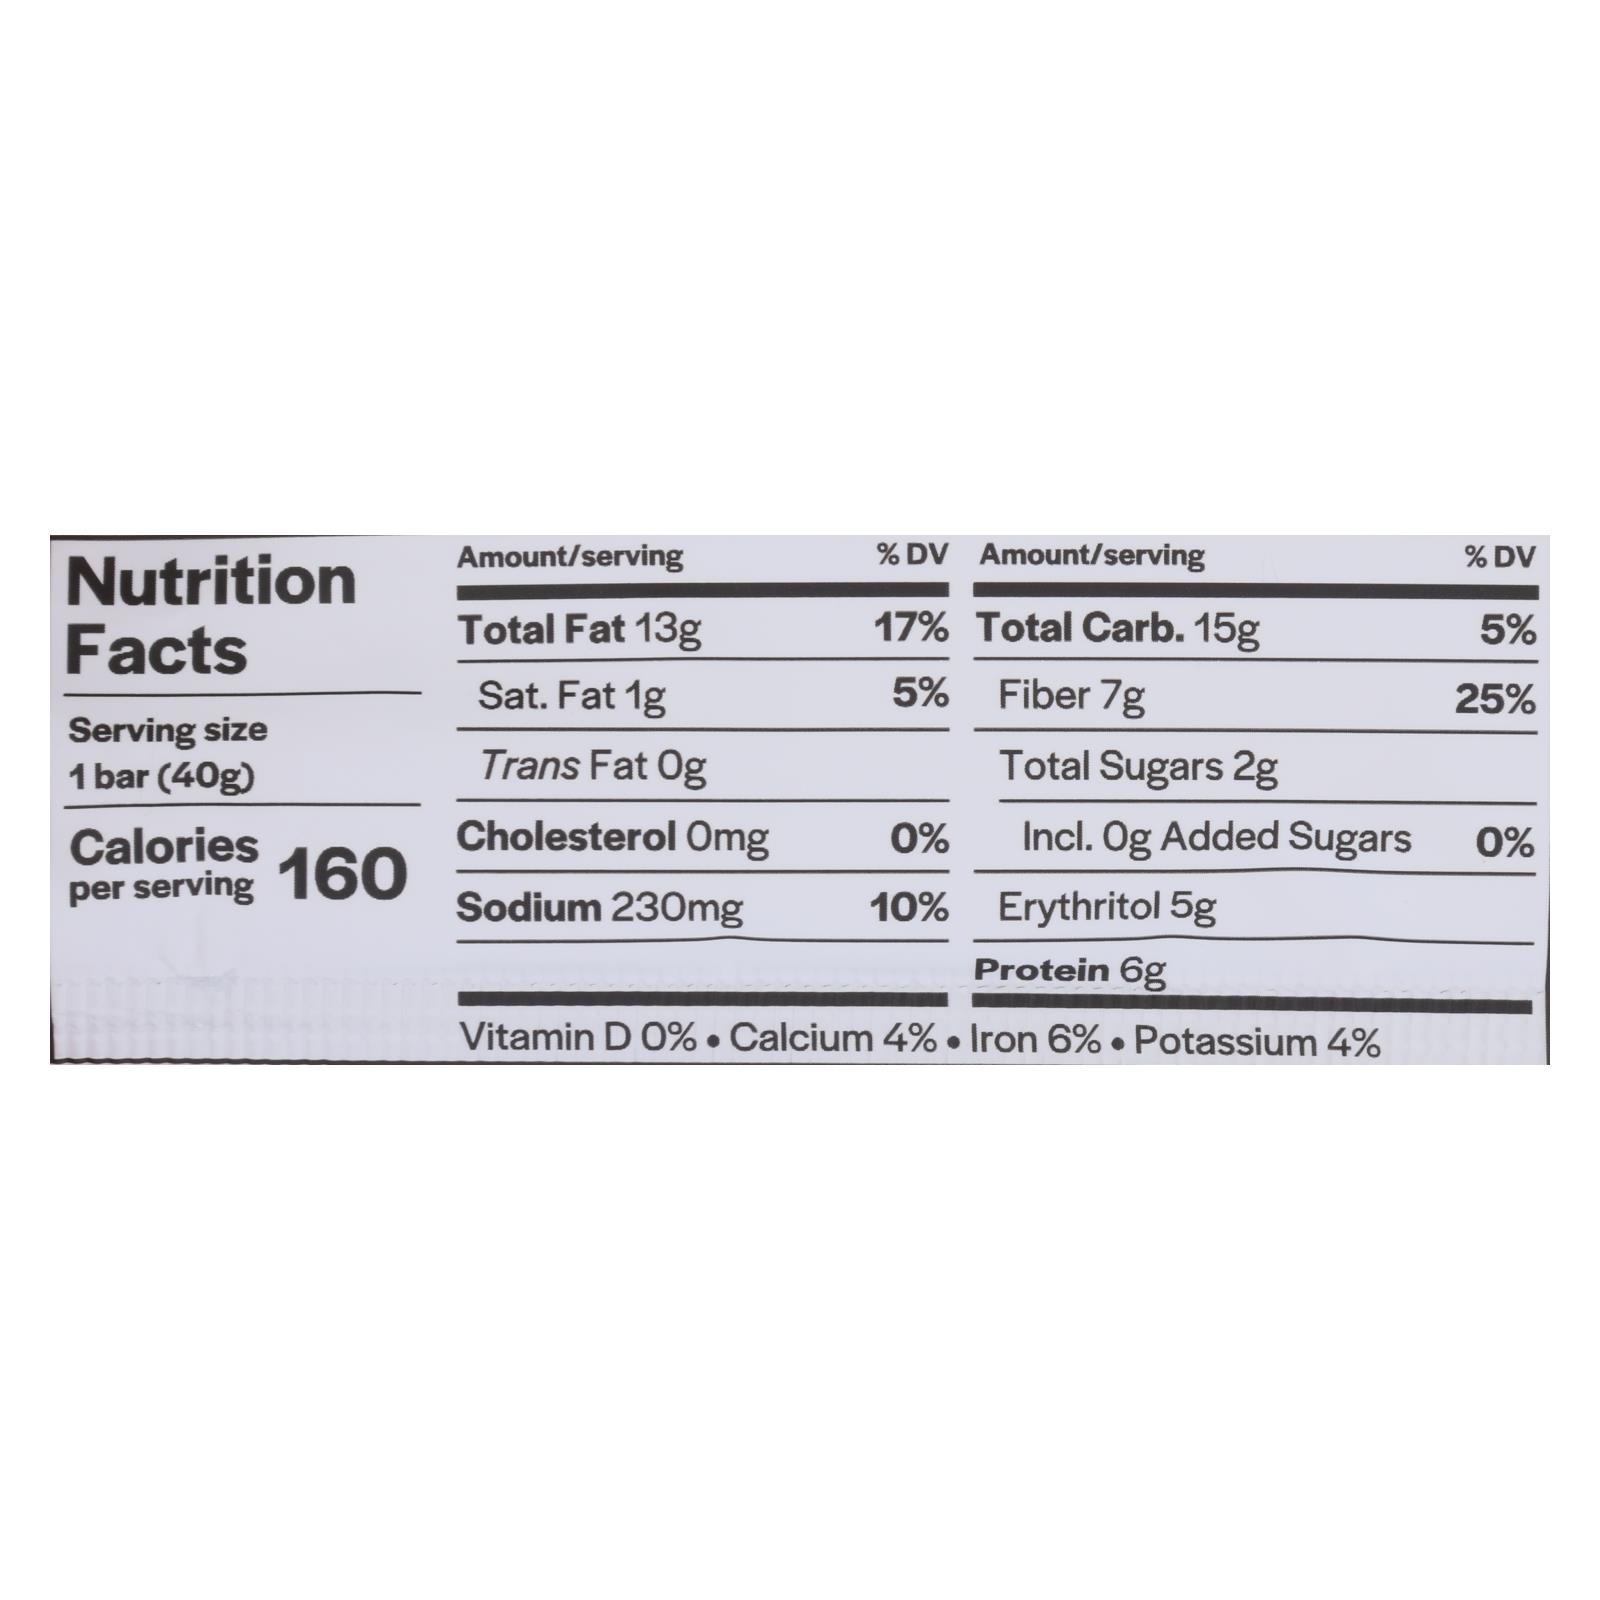 Nutrition
Facts
Serving size
1 bar (40g)
Calories
per serving 160
Amount/serving % DV
Total Fat 13g 17%
Sat. Fat 1g 5%
Trans Fat 0g
Cholesterol 0mg 0%
Sodium 230mg 10%
Amount/serving % DV
Total Carb. 15g 5%
Fiber 7g 25%
Total Sugars 2g
Incl. 0g Added Sugars 0%
Erythritol 5g
Protein 6g
Vitamin D 0% • Calcium 4% • Iron 6% • Potassium 4%